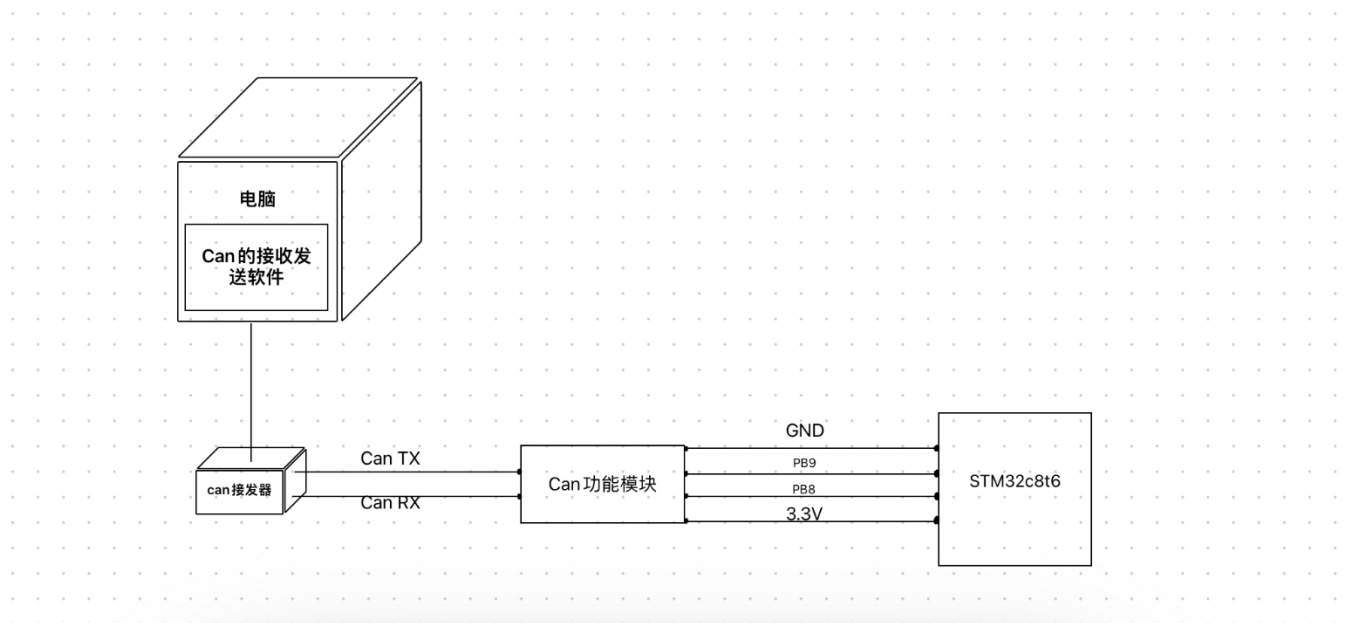 电脑
Can的接收发
送软件
GND
Can TX
PB9
Can功能模块
STM32c8t6
can接发器
PB8
Can RX
3.3V